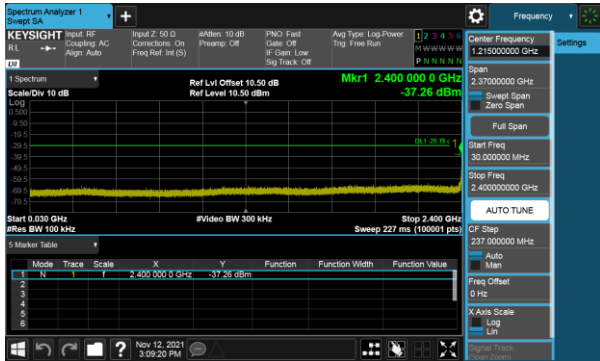 Spectrum Analyzer 1
Swept SA
Frequency
KEYSIGHT
RL
Input: RF
Coupling: AC
Align: Auto
Input Z: 50 Ω
Corrections: On
Freq Ref: Int (S)
#Atten: 10 dB
Preamp: Off
PNO: Fast
Gate: Off
IF Gain: Low
Sig Track: Off
Avg Type: Log-Power
Trig: Free Run
1 2 3 4 5 6
M W W W W W
P N N N N N
1 Spectrum
Scale/Div 10 dB
Log
Ref Lvl Offset 10.50 dB
Ref Level 10.50 dBm
Mkr1 2.400 000 0 GHz
-37.26 dBm
0.500
-9.50
-19.5
-29.5
-39.5
-49.5
-59.5
-69.5
-79.5
1
Start 0.030 GHz
#Res BW 100 kHz
#Video BW 300 kHz
Stop 2.400 GHz
Sweep 227 ms (100001 pts)
5 Marker Table
Mode Trace Scale X Y Function Function Width Function Value
1 N 1 f 2.400 000 0 GHz -37.26 dBm
2
3
4
5
6
Nov 12, 2021
3:09:20 PM
Center Frequency
1.215000000 GHz
Settings
Span
2.37000000 GHz
Swept Span
Zero Span
Full Span
Start Freq
30.000000 MHz
Stop Freq
2.400000000 GHz
AUTO TUNE
CF Step
237.000000 MHz
Auto
Man
Freq Offset
0 Hz
X Axis Scale
Log
Lin
Signal Track
(Span Zoom)